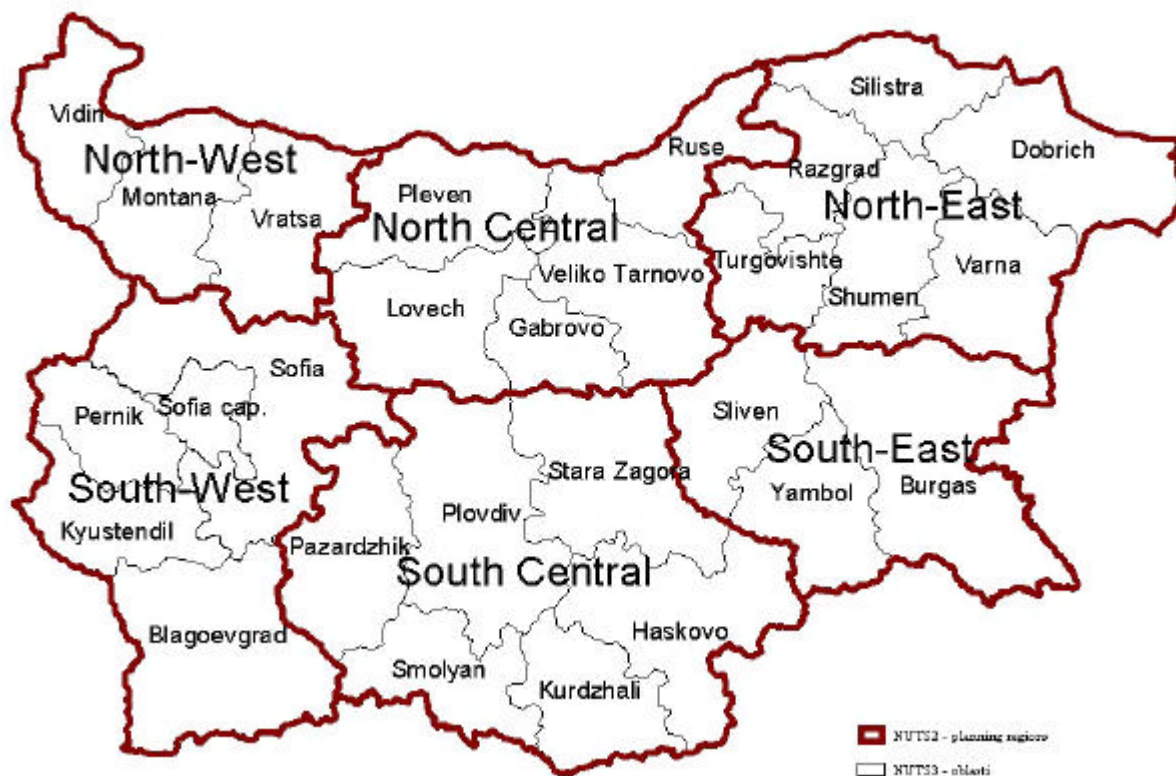 Silistra
Vidin
Ruse
Dobrich
North-West
Razgrad
Montana
Pleven
North-East
Vratsa
North Central
Turgovishte
Varna
Veliko Tarnovo
Shumen
Lovech
Gabrovo
Sofia
Pernik
Sofia cap.
Sliven
South-East
Stara Zagora
South-West
Yambol
Burgas
Kyustendil
Plovdiv
Pazardzhik
South Central
Blagoevgrad
Haskovo
Smolyan
Kurdzhali
NUTS2 - planning regions
NUTS3 - oblasti